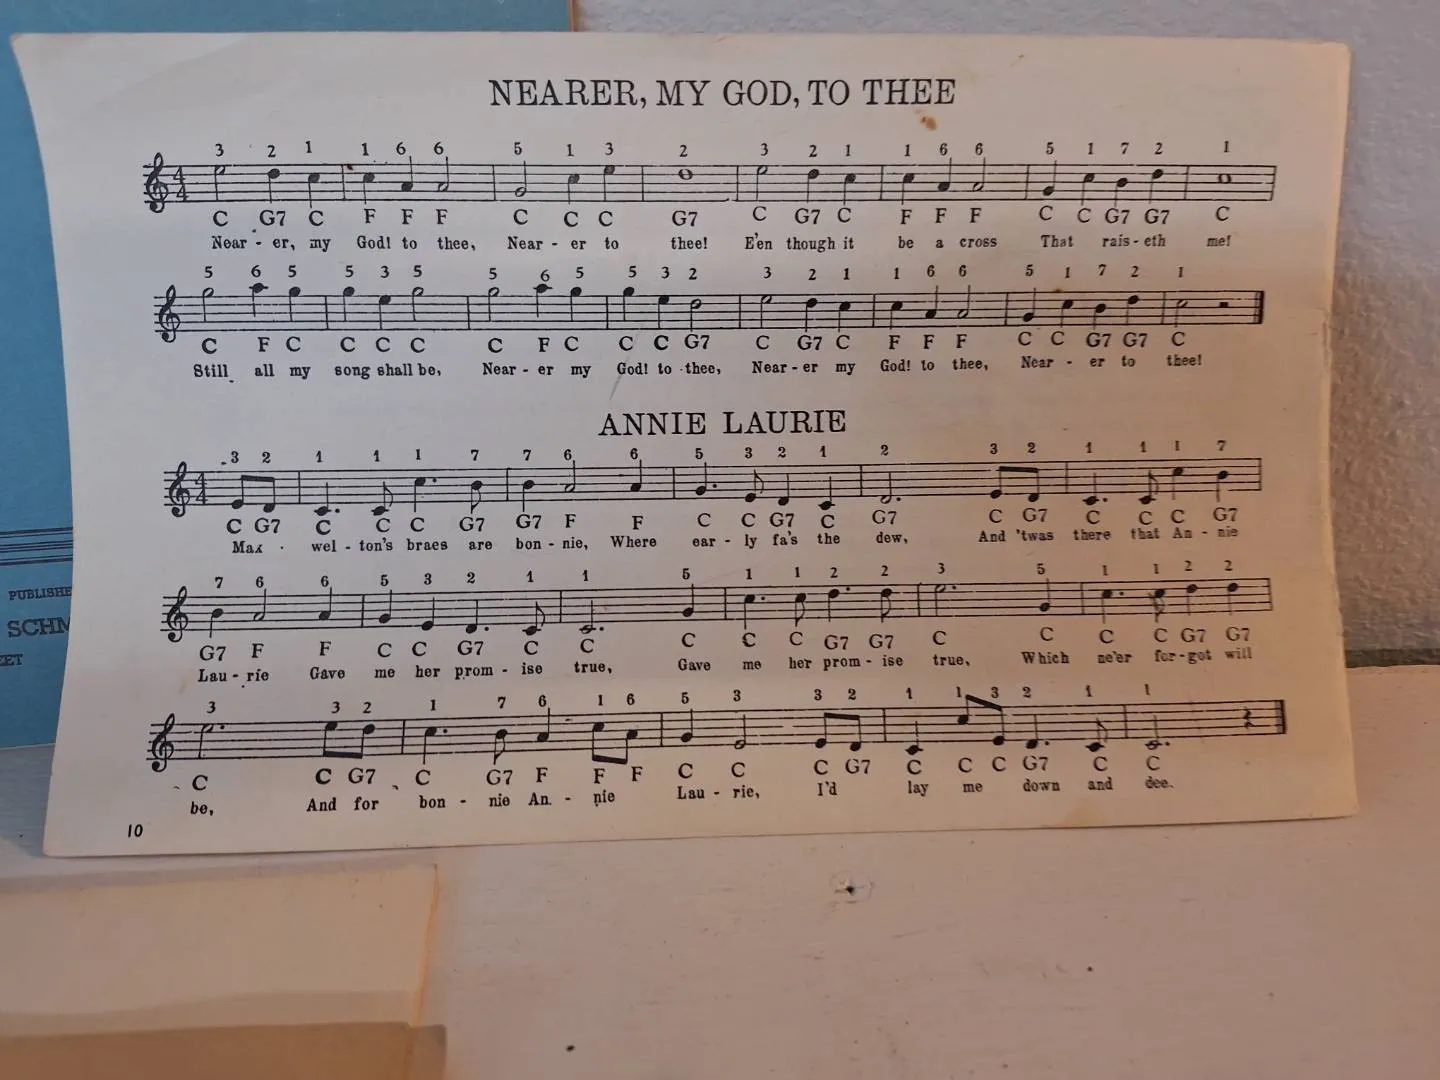 NEARER, MY GOD, TO THEE
3 2 1 1 6 6 5 1 3 2 3 2 1 1 6 6 5 1 7 2 1
4 4
C G7 C F F F C C C G7 C G7 C F F F C C G7 G7 C
Near - er, my God! to thee, Near - er to thee! E'en though it be a cross That rais - eth me!
5 6 5 5 3 5 5 6 5 5 3 2 3 2 1 1 6 6 5 1 7 2 1
C F C C C C C F C C C G7 C G7 C F F F C C G7 G7 C
Still all my song shall be, Near - er my God! to thee, Near - er my God! to thee, Near - er to thee!
ANNIE LAURIE
3 2 1 1 1 7 7 6 6 5 3 2 1 2 3 2 1 1 1 7
4 4
C G7 C C C G7 G7 F F C C G7 C G7 C G7 C C C G7
Max - wel - ton's braes are bon - nie, Where ear - ly fa's the dew, And 'twas there that An - nie
7 6 6 5 3 2 1 1 5 1 1 2 2 3 5 1 1 2 2
G7 F F C C G7 C C C C C G7 G7 C C C C G7 G7
Lau - rie Gave me her prom - ise true, Gave me her prom - ise true, Which ne'er for - got will
3 3 2 1 7 6 1 6 5 3 3 2 1 1 3 2 1 1
C C G7 C G7 F F F C C C G7 C C C G7 C C
be, And for bon - nie An - nie Lau - rie, I'd lay me down and dee.
10
PUBLISHE
SCHM
EET